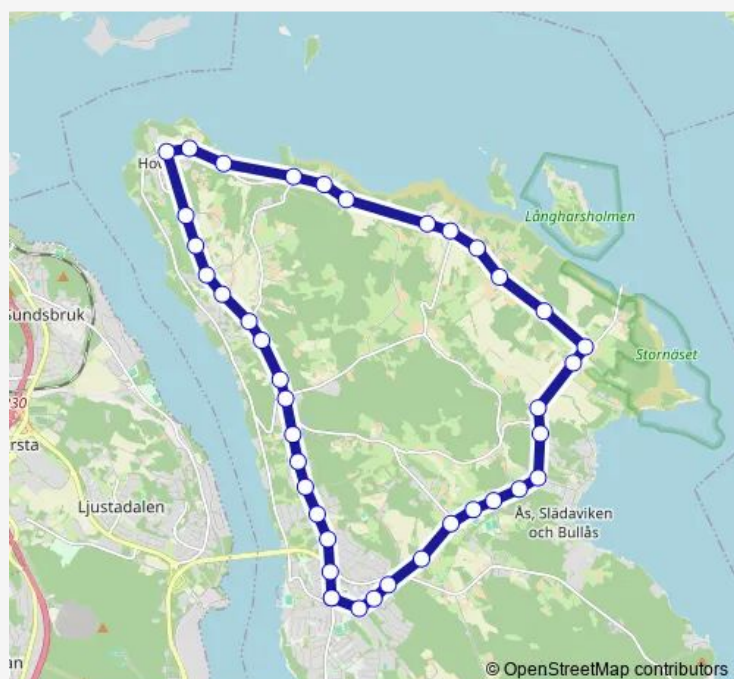 Långharsholmen
Stornäset
Ljustadalen
Ås, Slädaviken
och Bullås
© OpenStreetMap contributors